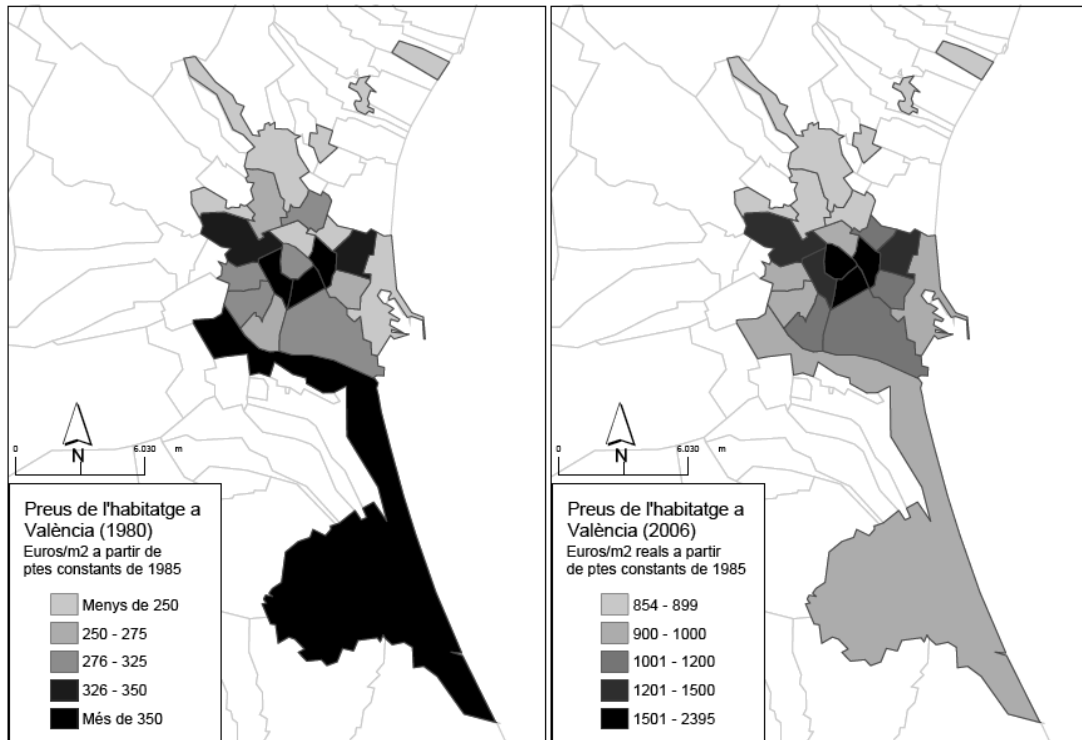 0
6.030
m
N
Preus de l'habitatge a
València (1980)
Euros/m2 a partir de
ptes constants de 1985
Menys de 250
250 - 275
276 - 325
326 - 350
Més de 350
0
6.030
m
N
Preus de l'habitatge a
València (2006)
Euros/m2 reals a partir
de ptes constants de 1985
854 - 899
900 - 1000
1001 - 1200
1201 - 1500
1501 - 2395